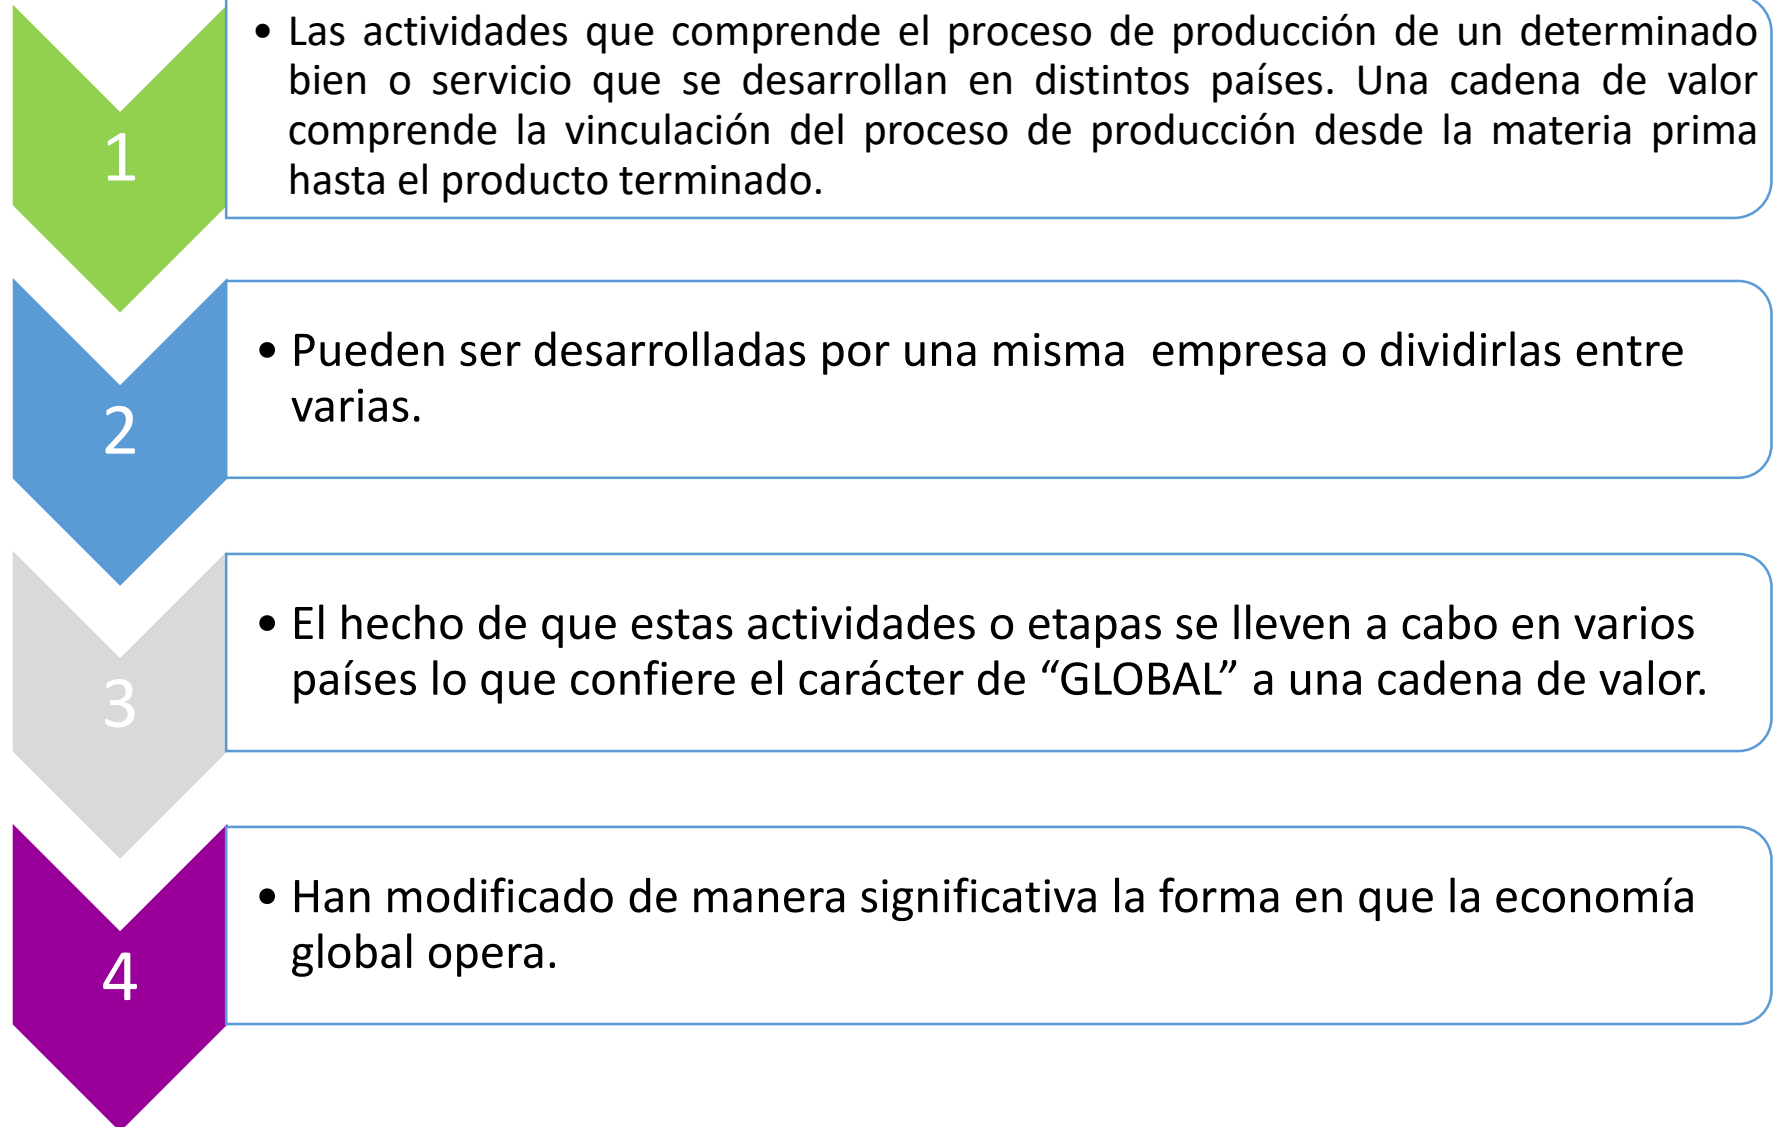 1
• Las actividades que comprende el proceso de producción de un determinado
bien o servicio que se desarrollan en distintos países. Una cadena de valor
comprende la vinculación del proceso de producción desde la materia prima
hasta el producto terminado.
2
• Pueden ser desarrolladas por una misma  empresa o dividirlas entre
varias.
3
• El hecho de que estas actividades o etapas se lleven a cabo en varios
países lo que confiere el carácter de “GLOBAL” a una cadena de valor.
4
• Han modificado de manera significativa la forma en que la economía
global opera.